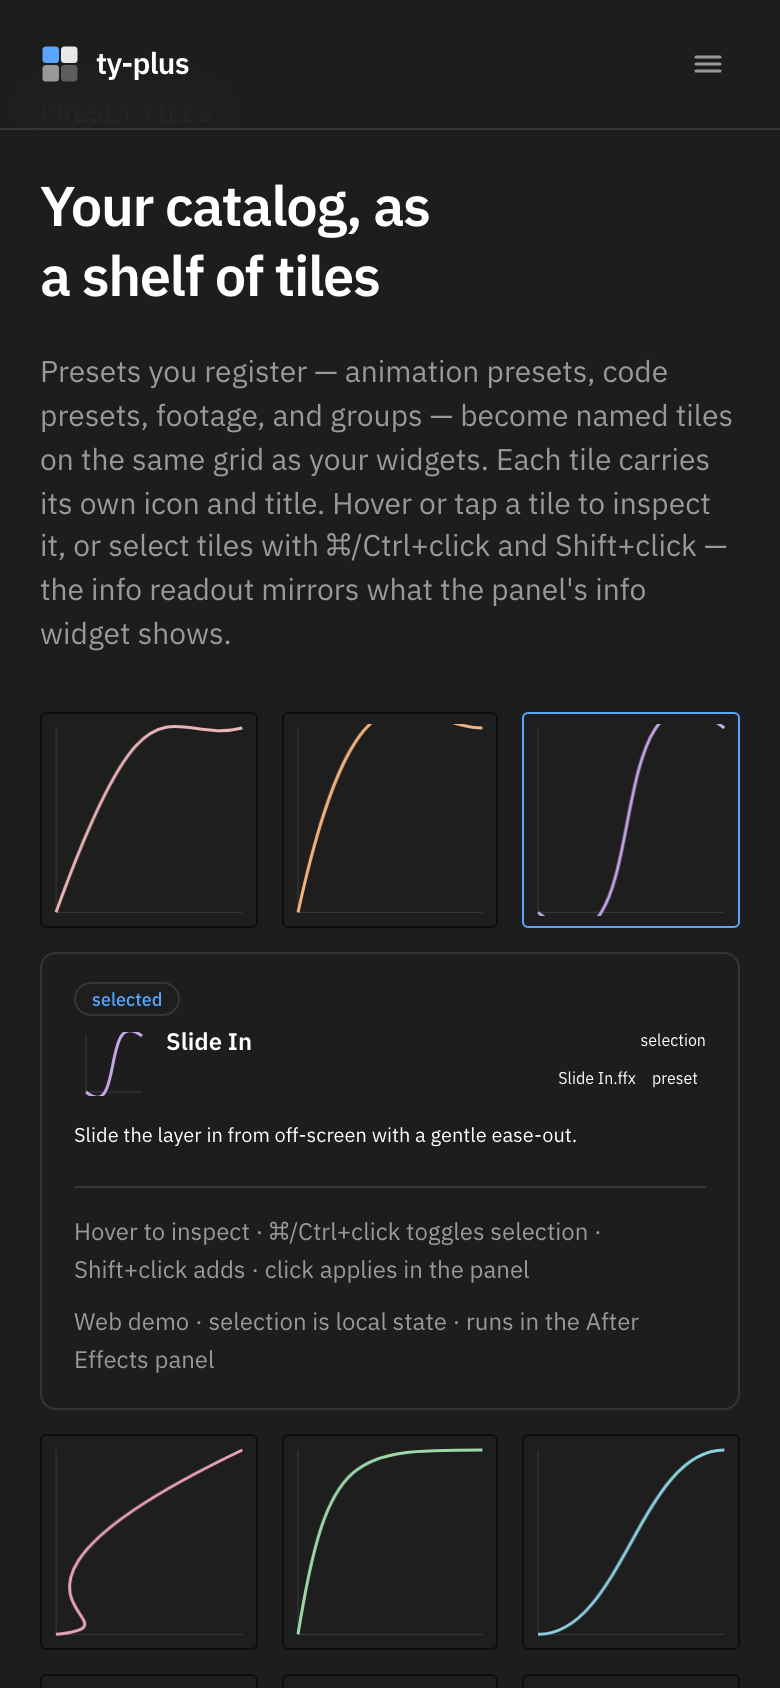 ty-plus
PRESET TILES
Your catalog, as
a shelf of tiles
Presets you register — animation presets, code
presets, footage, and groups — become named tiles
on the same grid as your widgets. Each tile carries
its own icon and title. Hover or tap a tile to inspect
it, or select tiles with ⌘/Ctrl+click and Shift+click —
the info readout mirrors what the panel's info
widget shows.
selected
Slide In
selection
Slide In.ffx preset
Slide the layer in from off-screen with a gentle ease-out.
Hover to inspect · ⌘/Ctrl+click toggles selection ·
Shift+click adds · click applies in the panel
Web demo · selection is local state · runs in the After
Effects panel